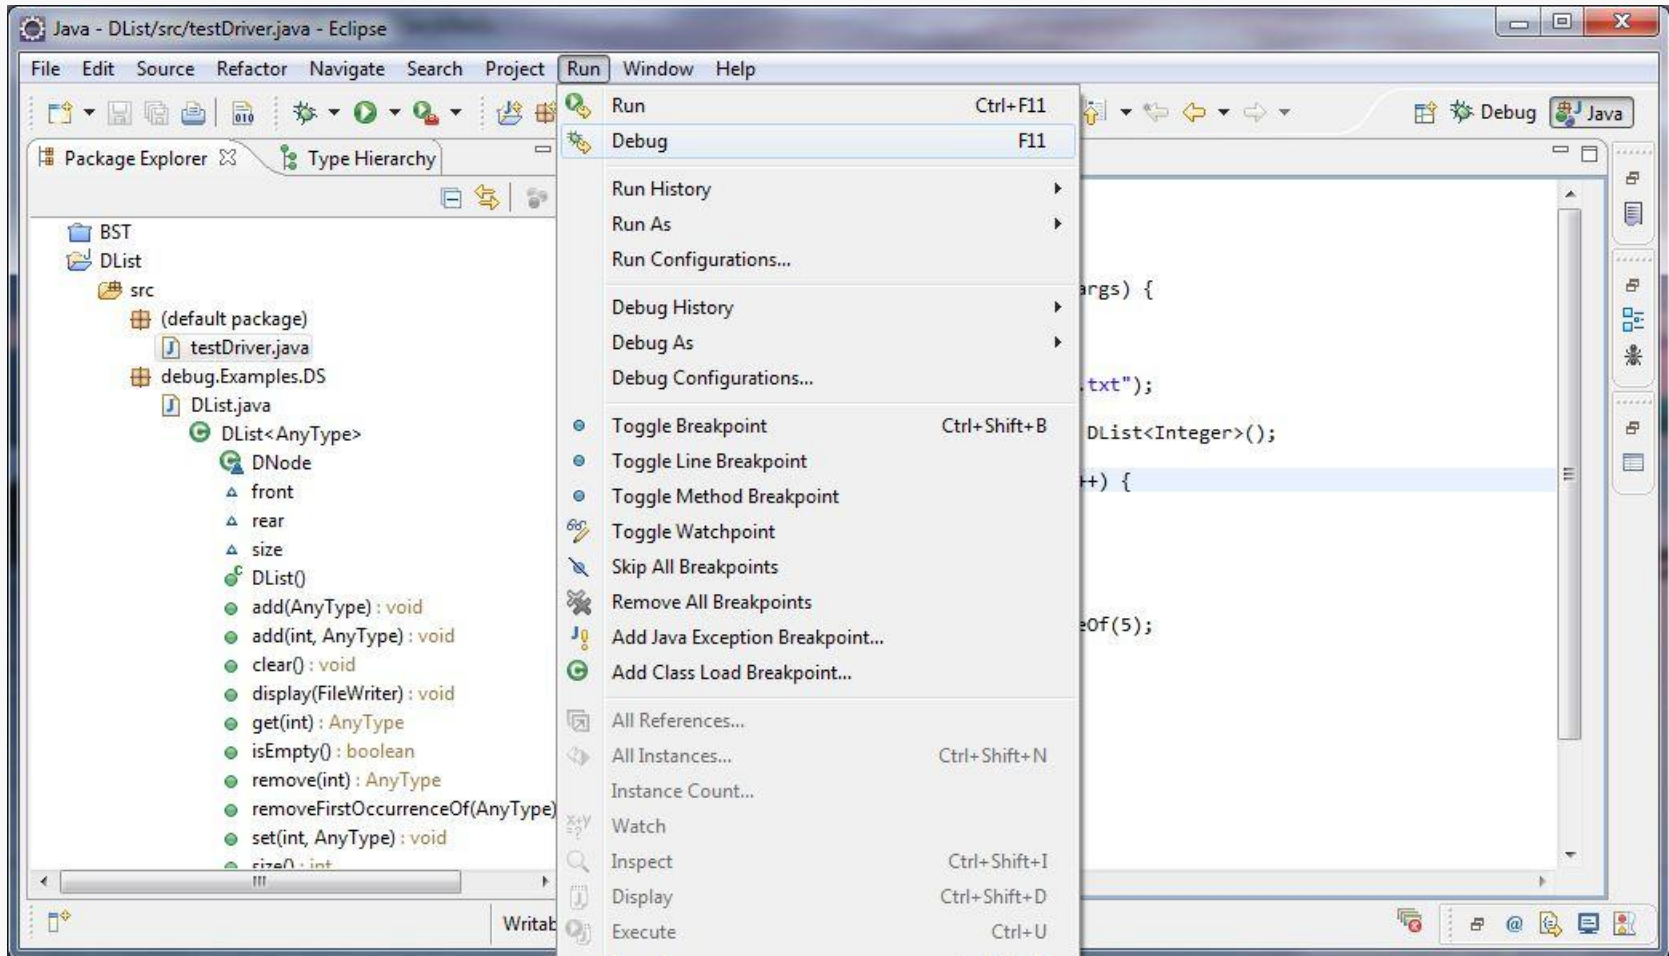 Java - DList/src/testDriver.java - Eclipse
File Edit Source Refactor Navigate Search Project Run Window Help
Debug Java
Package Explorer Type Hierarchy
BST
DList
src
(default package)
testDriver.java
debug.Examples.DS
DList.java
DList<AnyType>
DNode
front
rear
size
DList()
add(AnyType) : void
add(int, AnyType) : void
clear() : void
display(FileWriter) : void
get(int) : AnyType
isEmpty() : boolean
remove(int) : AnyType
removeFirstOccurrenceOf(AnyType)
set(int, AnyType) : void
size() : int
Run Ctrl+F11
Debug F11
Run History
Run As
Run Configurations...
Debug History
Debug As
Debug Configurations...
Toggle Breakpoint Ctrl+Shift+B
Toggle Line Breakpoint
Toggle Method Breakpoint
Toggle Watchpoint
Skip All Breakpoints
Remove All Breakpoints
Add Java Exception Breakpoint...
Add Class Load Breakpoint...
All References...
All Instances... Ctrl+Shift+N
Instance Count...
Watch
Inspect Ctrl+Shift+I
Display Ctrl+Shift+D
Execute Ctrl+U
args) {
.txt");
DList<Integer>();
++) {
eOf(5);
Writab